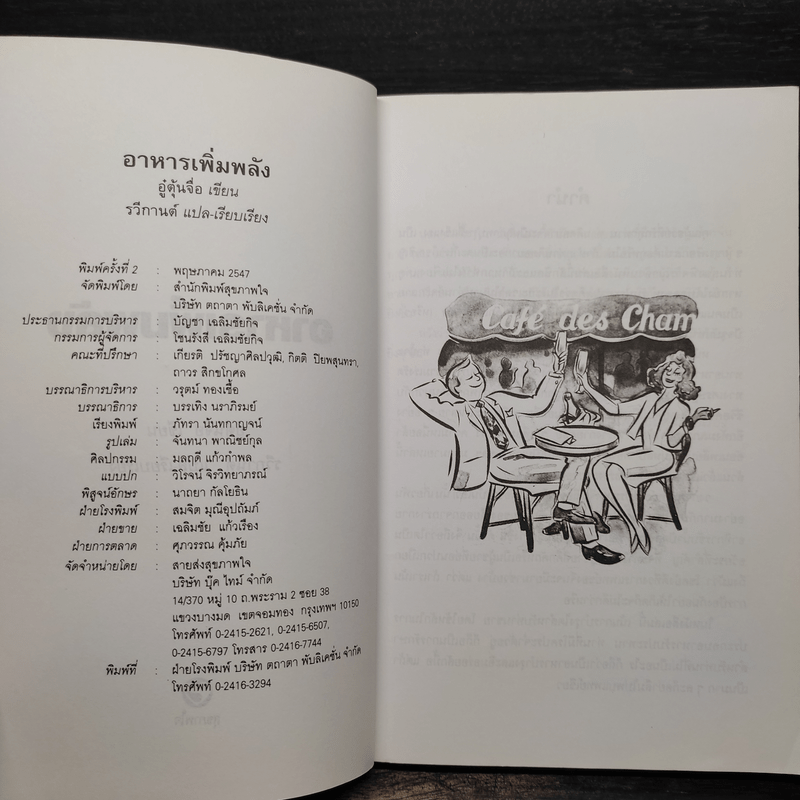 อาหารเพิ่มพลัง
อู๋ตุ้นจื่อ เขียน
รวีกานต์ แปล-เรียบเรียง
พิมพ์ครั้งที่ 2 : พฤษภาคม 2547
จัดพิมพ์โดย : สำนักพิมพ์สุขภาพใจ
บริษัท ตถาตา พับลิเคชั่น จำกัด
ประธานกรรมการบริหาร : บัญชา เฉลิมชัยกิจ
กรรมการผู้จัดการ : โชนรังสี เฉลิมชัยกิจ
คณะที่ปรึกษา : เกียรติ ปรัชญาศิลปวุฒิ, กิตติ ปิยพสุนทรา,
ถาวร สิกขโกศล
บรรณาธิการบริหาร : วรุตม์ ทองเชื้อ
บรรณาธิการ : บรรเทิง นราภิรมย์
เรียงพิมพ์ : ภัทรา นันทกาญจน์
รูปเล่ม : จันทนา พาณิชย์กุล
ศิลปกรรม : มลฤดี แก้วกำพล
แบบปก : วิโรจน์ จิรวิทยาภรณ์
พิสูจน์อักษร : นาถยา กัลโยธิน
ฝ่ายโรงพิมพ์ : สมจิต มุณีอุปถัมภ์
ฝ่ายขาย : เฉลิมชัย แก้วเรือง
ฝ่ายการตลาด : ศุภวรรณ คุ้มภัย
จัดจำหน่ายโดย : สายส่งสุขภาพใจ
บริษัท บุ๊ค ไทม์ จำกัด
14/370 หมู่ 10 ถ.พระราม 2 ซอย 38
แขวงบางมด เขตจอมทอง กรุงเทพฯ 10150
โทรศัพท์ 0-2415-2621, 0-2415-6507,
0-2415-6797 โทรสาร 0-2416-7744
พิมพ์ที่ : ฝ่ายโรงพิมพ์ บริษัท ตถาตา พับลิเคชั่น จำกัด
โทรศัพท์ 0-2416-3294
Café des Cham